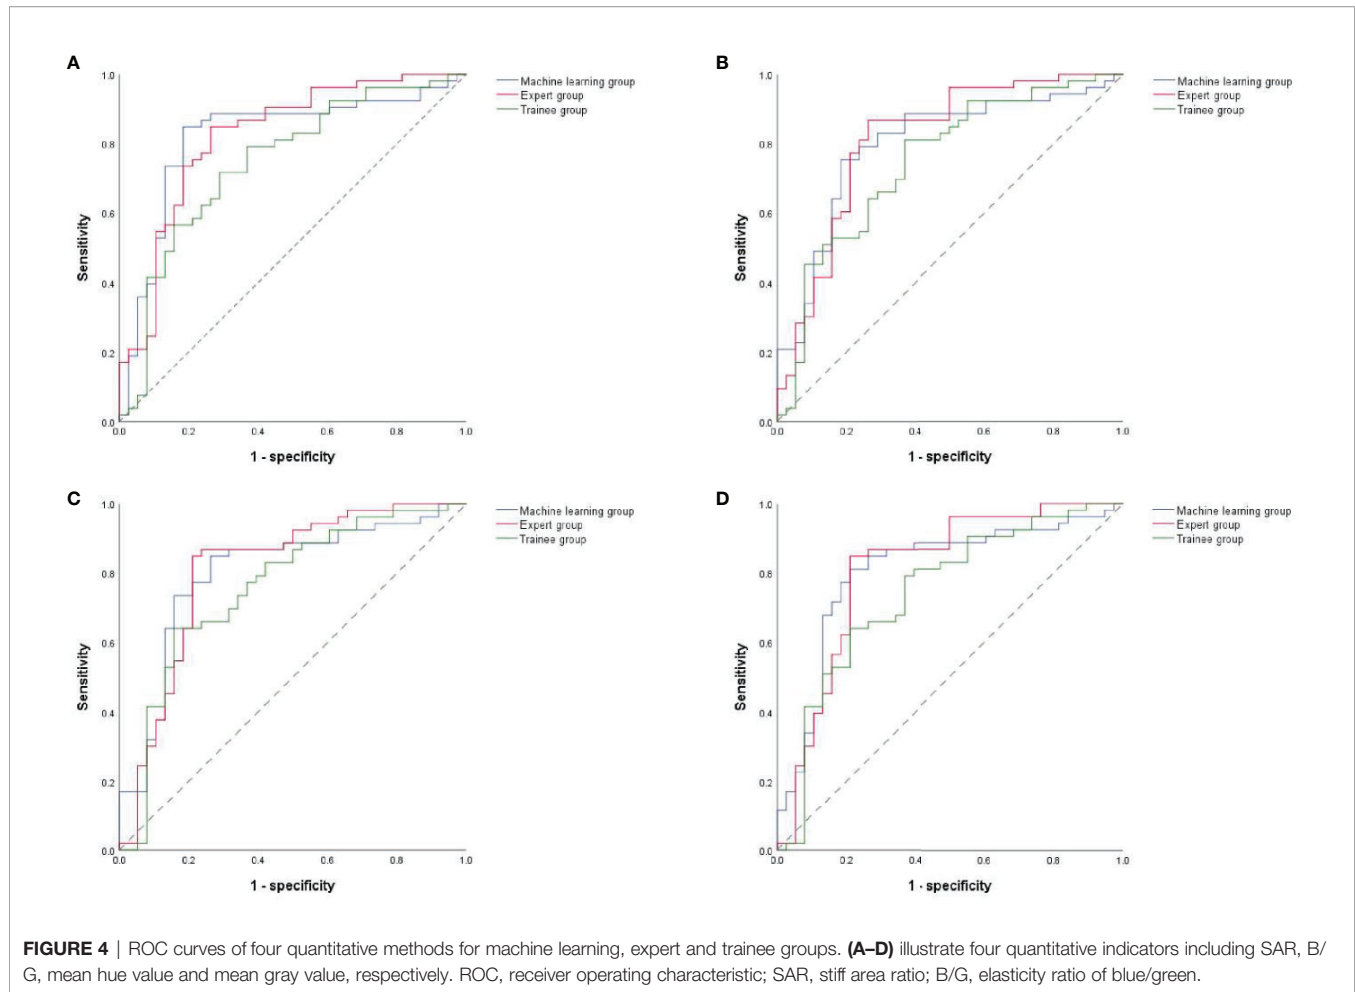 A
1.0
0.8
0.6
0.4
0.2
0.0
0.0 0.2 0.4 0.6 0.8 1.0
Sensitivity
1 - specificity
Machine learning group
Expert group
Trainee group
B
1.0
0.8
0.6
0.4
0.2
0.0
0.0 0.2 0.4 0.6 0.8 1.0
Sensitivity
1 - specificity
Machine learning group
Expert group
Trainee group
C
1.0
0.8
0.6
0.4
0.2
0.0
0.0 0.2 0.4 0.6 0.8 1.0
Sensitivity
1 - specificity
Machine learning group
Expert group
Trainee group
D
1.0
0.8
0.6
0.4
0.2
0.0
0.0 0.2 0.4 0.6 0.8 1.0
Sensitivity
1 - specificity
Machine learning group
Expert group
Trainee group
FIGURE 4 | ROC curves of four quantitative methods for machine learning, expert and trainee groups. (A–D) illustrate four quantitative indicators including SAR, B/
G, mean hue value and mean gray value, respectively. ROC, receiver operating characteristic; SAR, stiff area ratio; B/G, elasticity ratio of blue/green.